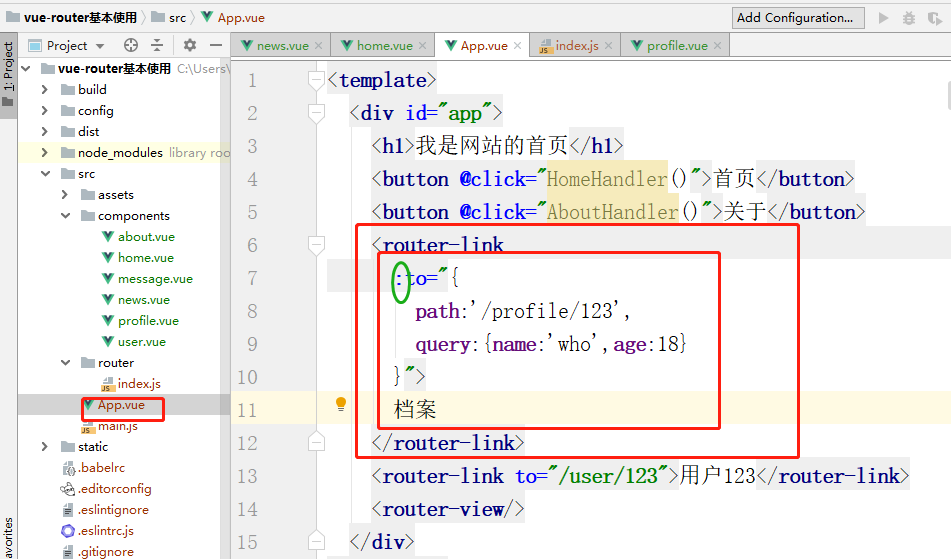 vue-router基本使用 src App.vue
Add Configuration...
Project
news.vue home.vue App.vue index.js profile.vue
1: Project
vue-router基本使用 C:\Users\
build
config
dist
node_modules library roo
src
assets
components
about.vue
home.vue
message.vue
news.vue
profile.vue
user.vue
router
index.js
App.vue
main.js
static
.babelrc
.editorconfig
.eslintignore
.eslintrc.js
.gitignore
avorites
1 <template>
2 <div id="app">
3 <h1>我是网站的首页</h1>
4 <button @click="HomeHandler()">首页</button>
5 <button @click="AboutHandler()">关于</button>
6 <router-link
7 :to="{
8 path:'/profile/123',
9 query:{name:'who',age:18}
10 }">
11 档案
12 </router-link>
13 <router-link to="/user/123">用户123</router-link>
14 <router-view/>
15 </div>